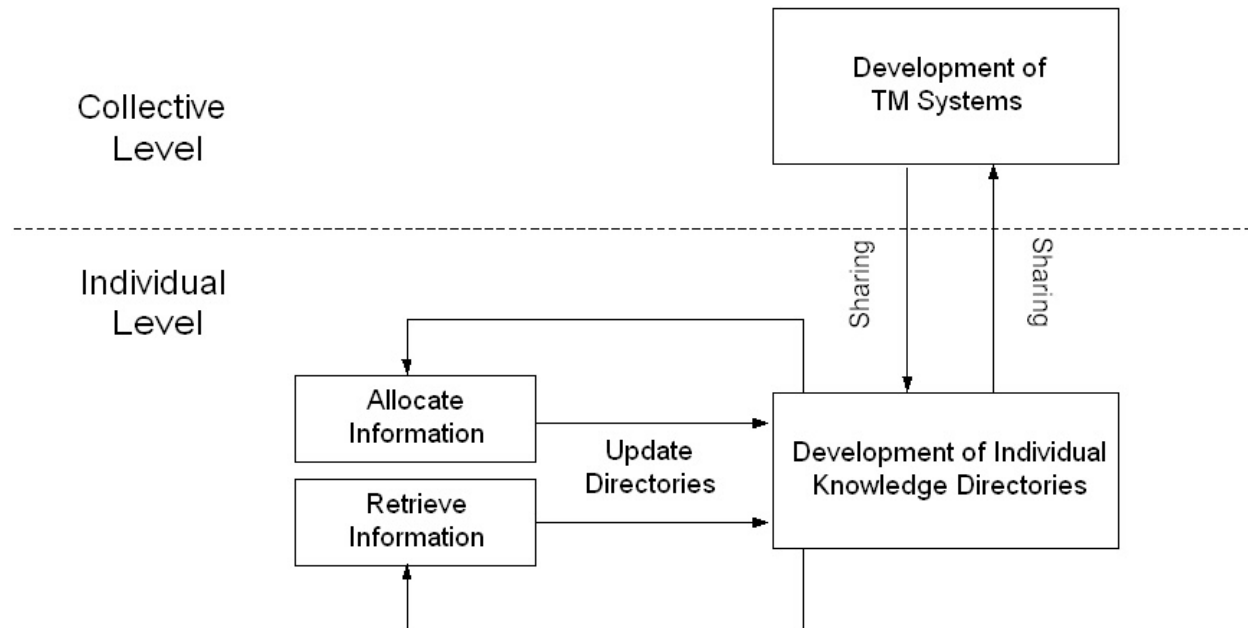 Development of
TM Systems
Collective
Level
Sharing
Sharing
Individual
Level
Allocate
Information
Update
Directories
Development of Individual
Knowledge Directories
Retrieve
Information